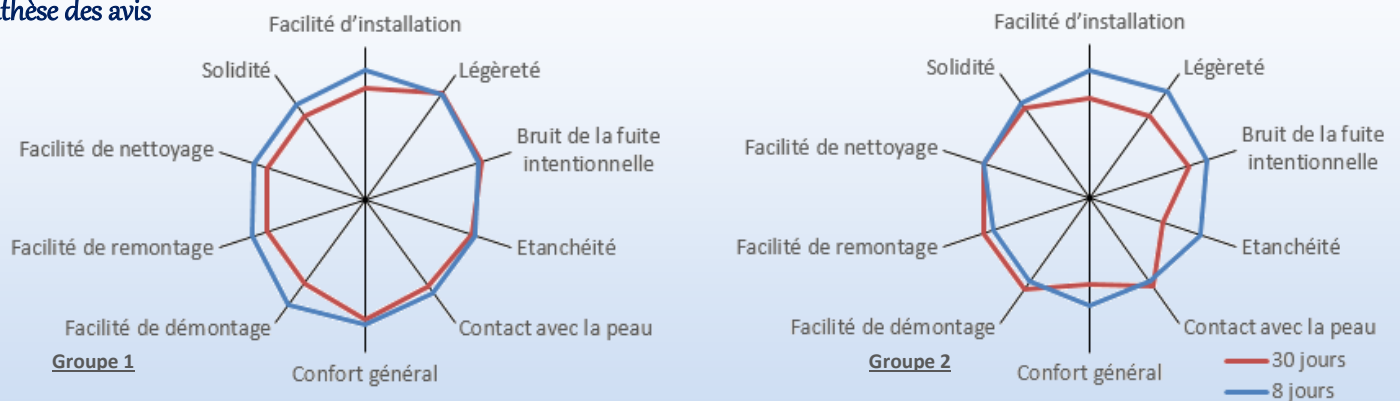 thèse des avis
Facilité d'installation
Légèreté
Bruit de la fuite
intentionnelle
Etanchéité
Contact avec la peau
Confort général
Facilité de démontage
Facilité de remontage
Facilité de nettoyage
Solidité
Groupe 1
Facilité d'installation
Légèreté
Bruit de la fuite
intentionnelle
Etanchéité
Contact avec la peau
Confort général
Facilité de démontage
Facilité de remontage
Facilité de nettoyage
Solidité
Groupe 2
30 jours
8 jours